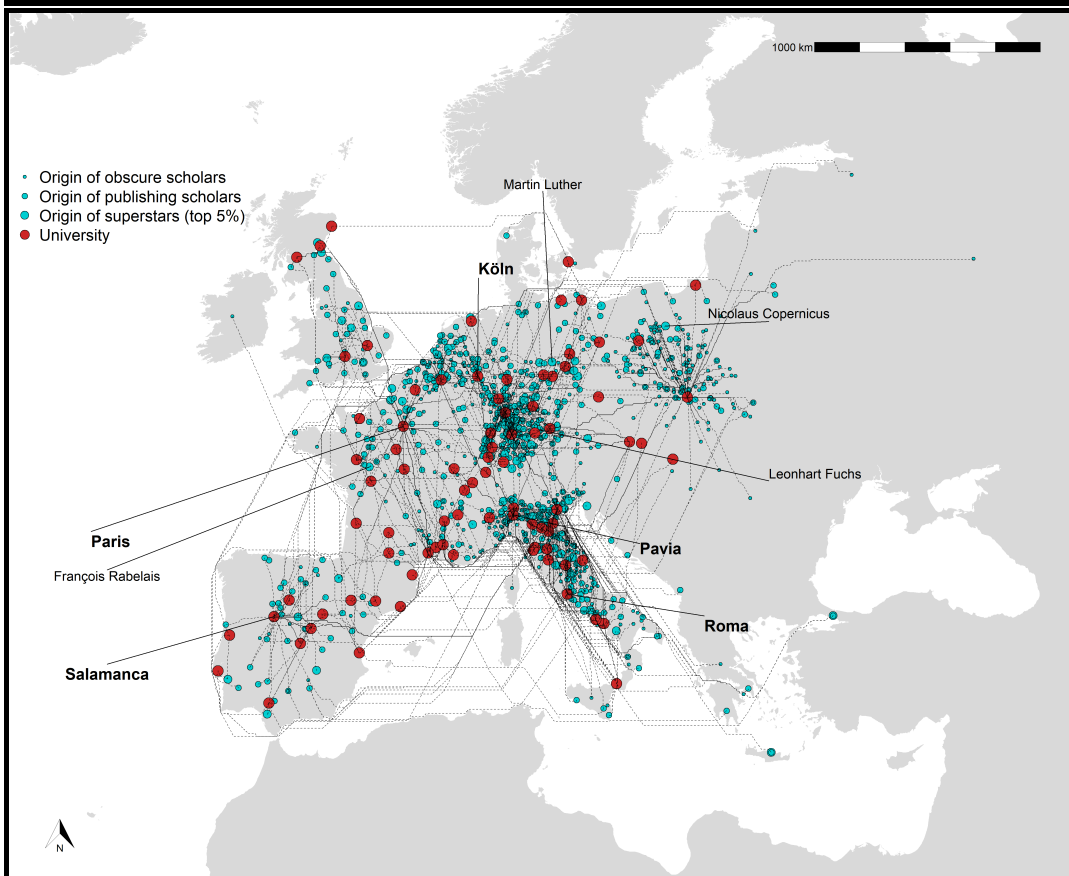 1000 km
Origin of obscure scholars
Origin of publishing scholars
Origin of superstars (top 5%)
University
Martin Luther
Köln
Nicolaus Copernicus
Leonhart Fuchs
Paris
Pavia
François Rabelais
Roma
Salamanca
N